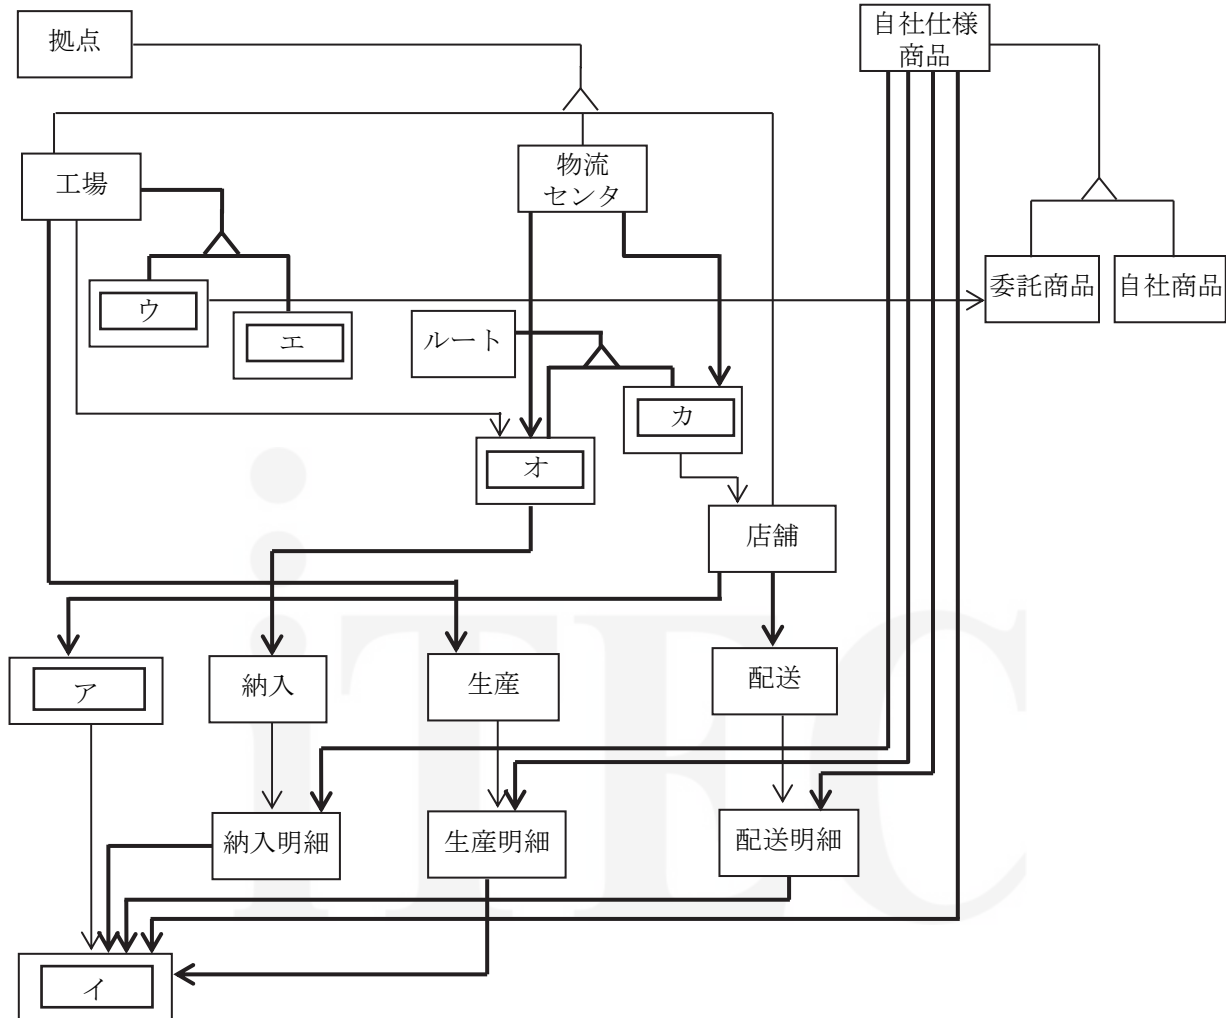 拠点
自社仕様
商品
工場
物流
センタ
委託商品
自社商品
ウ
エ
ルート
カ
オ
店舗
ア
納入
生産
配送
納入明細
生産明細
配送明細
イ
iTEC